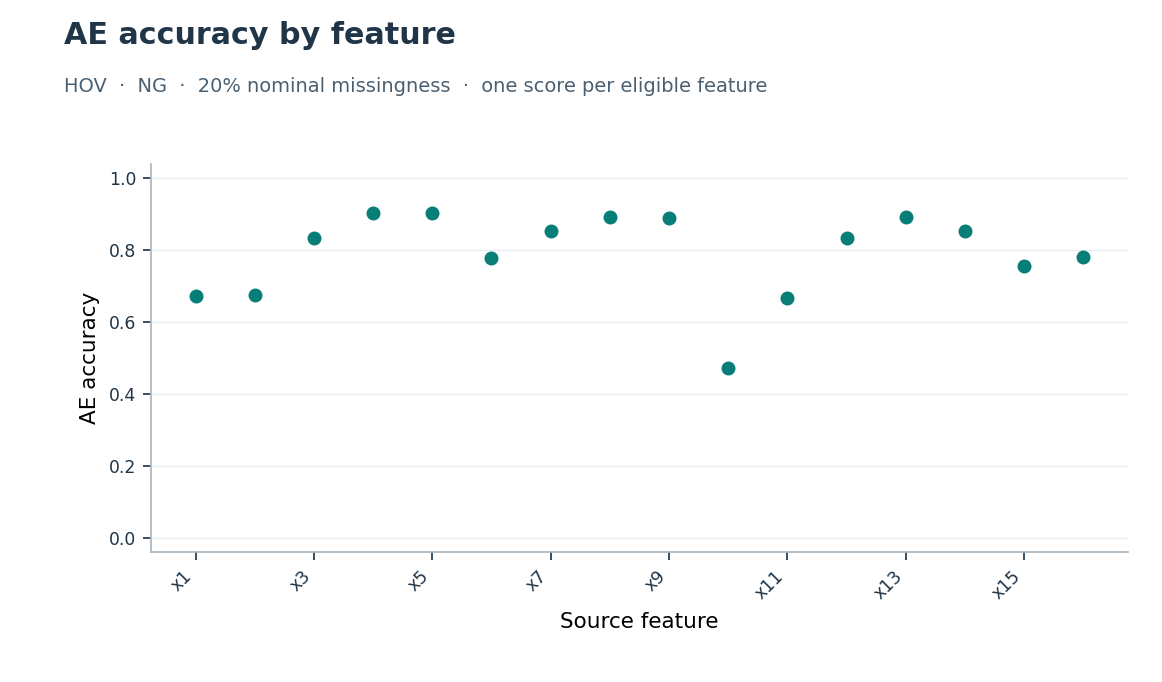 AE accuracy by feature
HOV · NG · 20% nominal missingness · one score per eligible feature
1.0
0.8
0.6
0.4
0.2
0.0
AE accuracy
x1 x3 x5 x7 x9 x11 x13 x15
Source feature